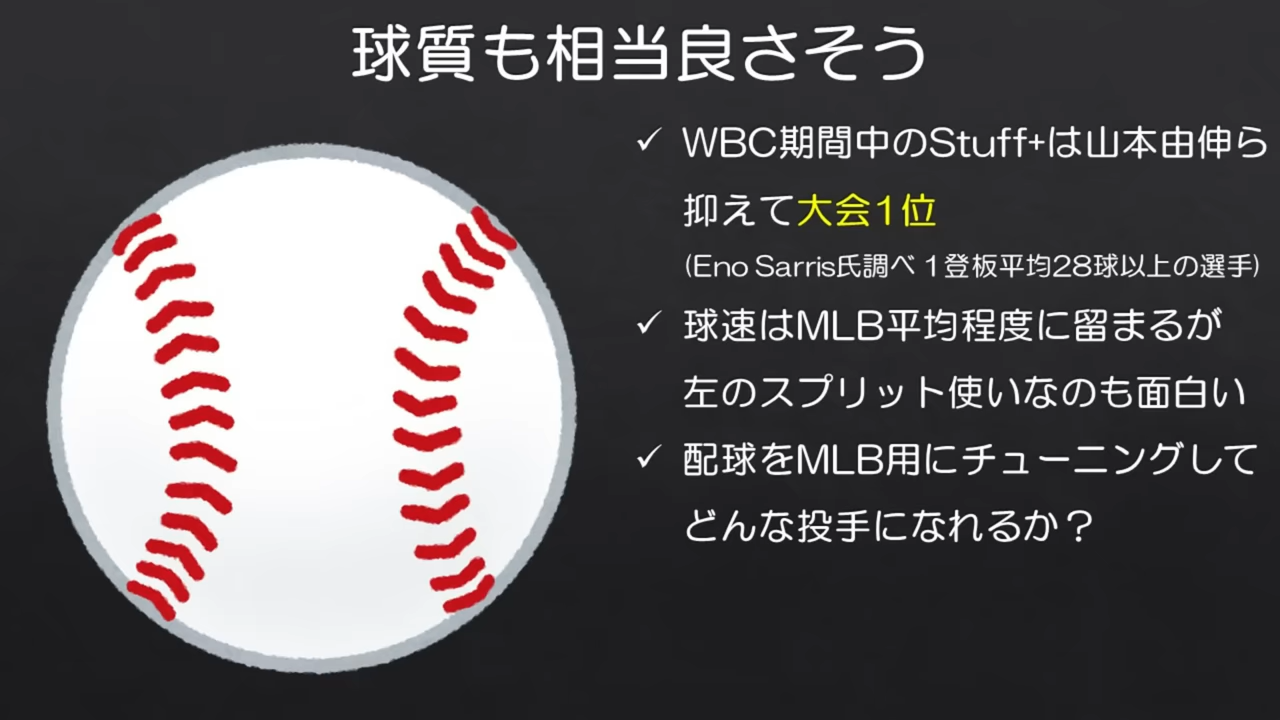 球質も相当良さそう
✓ WBC期間中のStuff+は山本由伸ら
抑えて大会1位
(Eno Sarris氏調べ 1登板平均28球以上の選手)
✓ 球速はMLB平均程度に留まるが
左のスプリット使いなのも面白い
✓ 配球をMLB用にチューニングして
どんな投手になれるか？